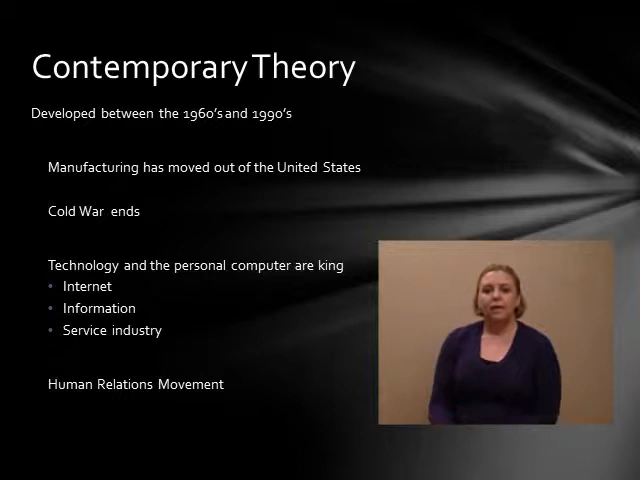 Contemporary Theory
Developed between the 1960's and 1990's
Manufacturing has moved out of the United States
Cold War ends
Technology and the personal computer are king
• Internet
• Information
• Service industry
Human Relations Movement